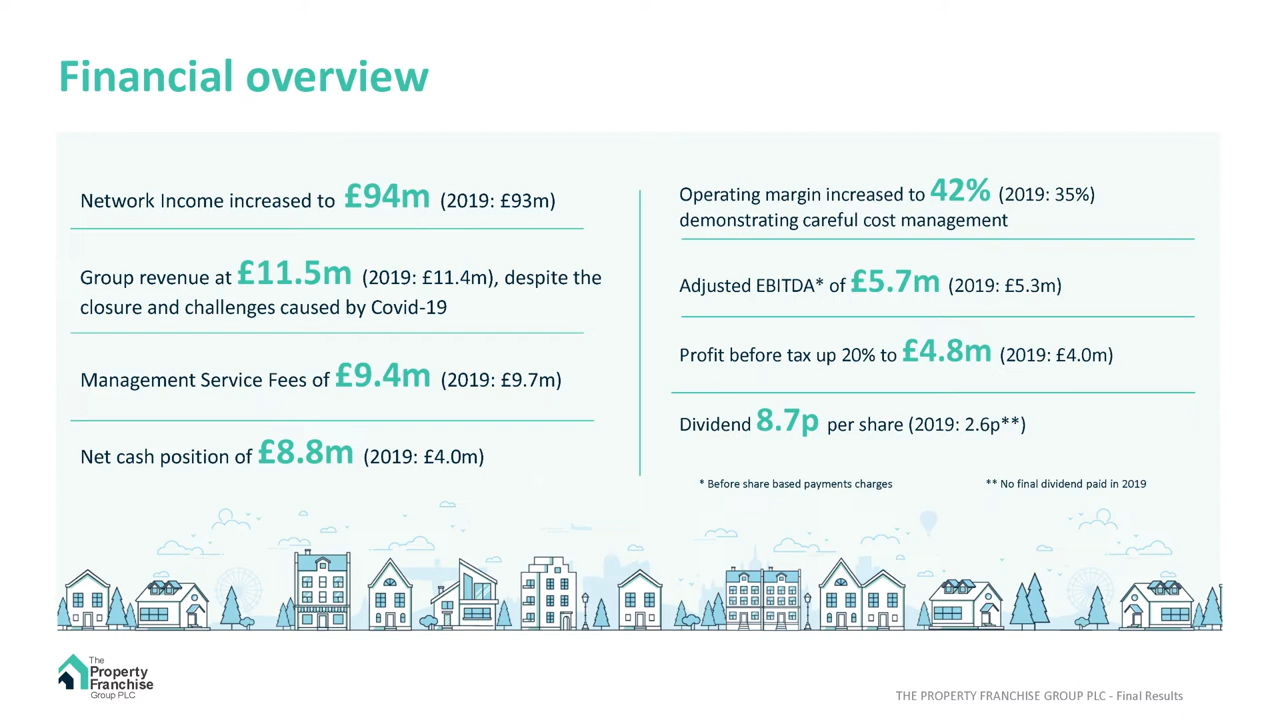 Financial overview
Network Income increased to £94m (2019: £93m)
Group revenue at £11.5m (2019: £11.4m), despite the
closure and challenges caused by Covid-19
Management Service Fees of £9.4m (2019: £9.7m)
Net cash position of £8.8m (2019: £4.0m)
Operating margin increased to 42% (2019: 35%)
demonstrating careful cost management
Adjusted EBITDA* of £5.7m (2019: £5.3m)
Profit before tax up 20% to £4.8m (2019: £4.0m)
Dividend 8.7p per share (2019: 2.6p**)
* Before share based payments charges
** No final dividend paid in 2019
The
Property
Franchise
Group PLC
THE PROPERTY FRANCHISE GROUP PLC - Final Results